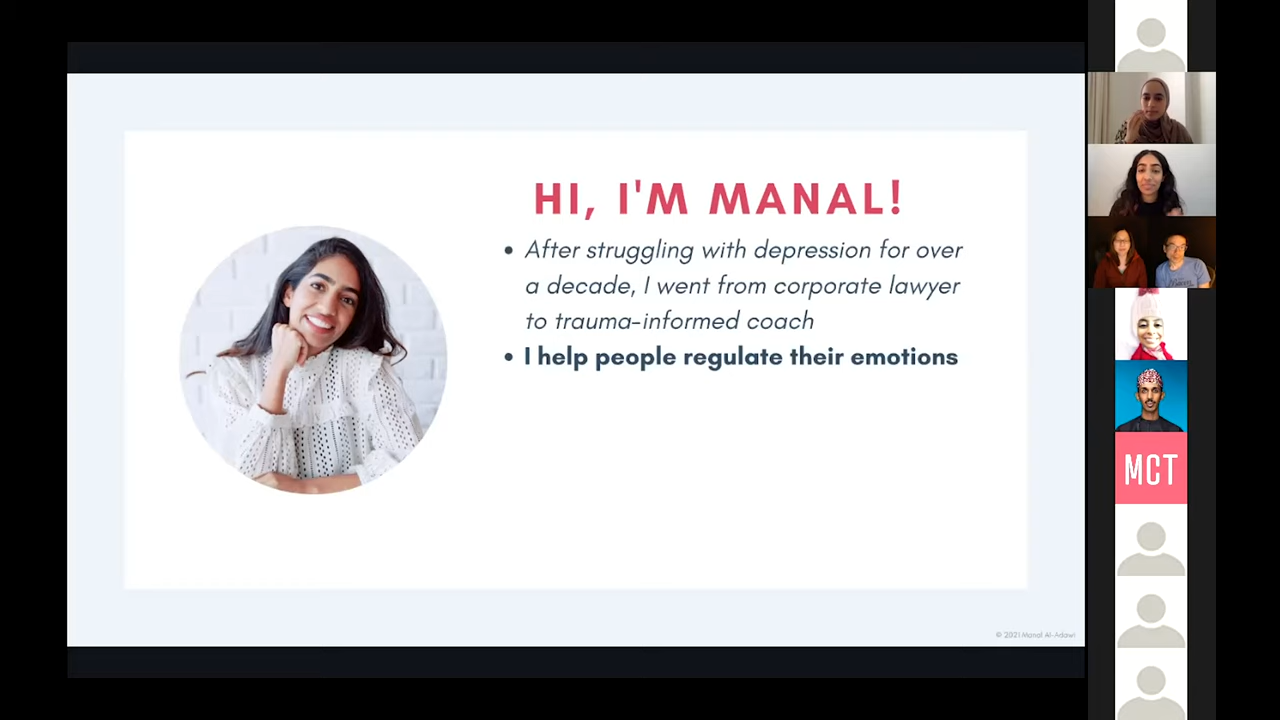 HI, I'M MANAL!
• After struggling with depression for over
a decade, I went from corporate lawyer
to trauma-informed coach
• I help people regulate their emotions
MCT
© 2021 Manal Al-Adawi